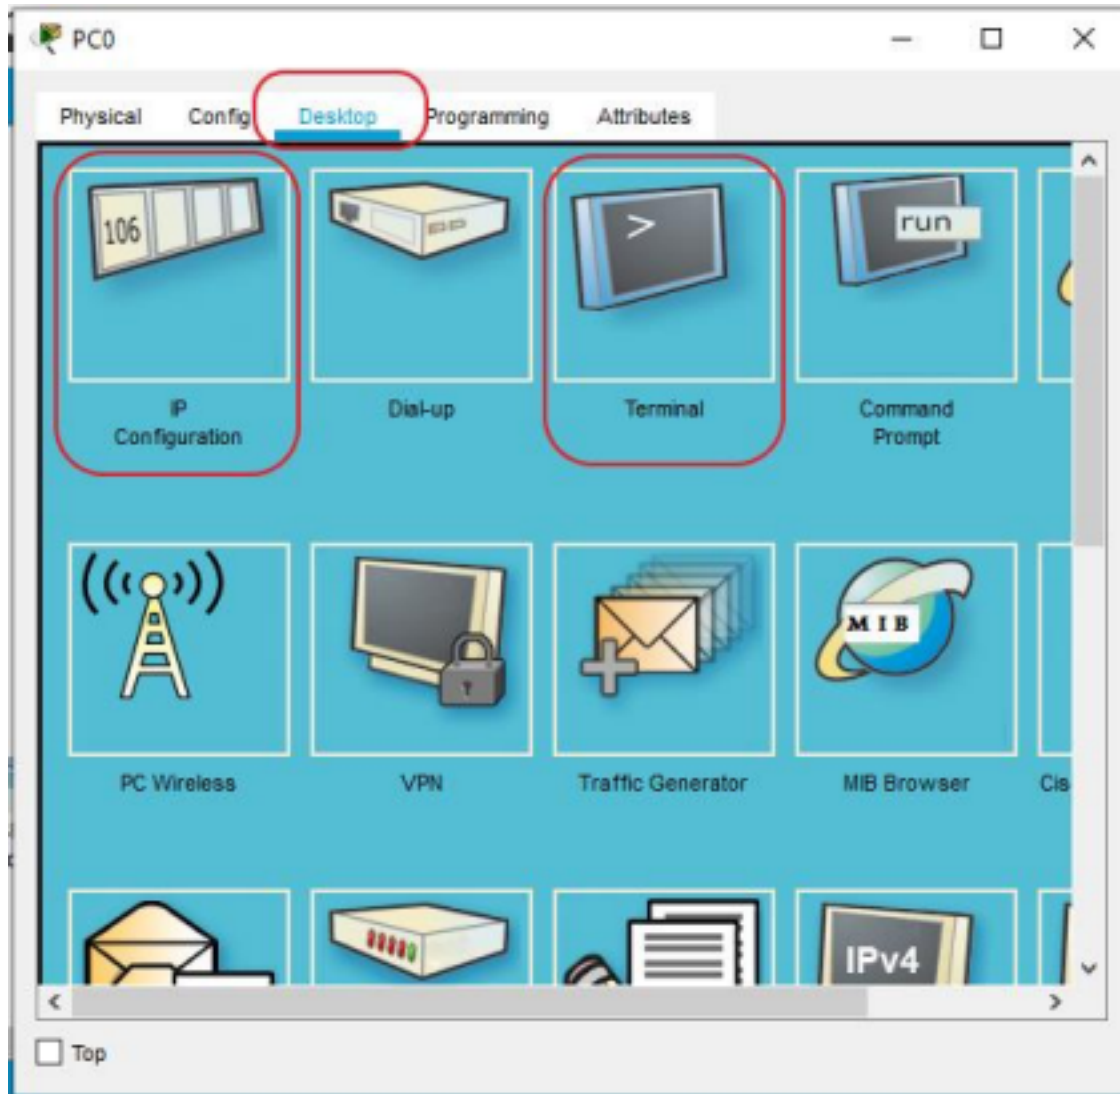 PC0
Physical Config Desktop Programming Attributes
106
>
run
IP
Configuration
Dial-up
Terminal
Command
Prompt
MIB
PC Wireless
VPN
Traffic Generator
MIB Browser
Cis
IPv4
Top